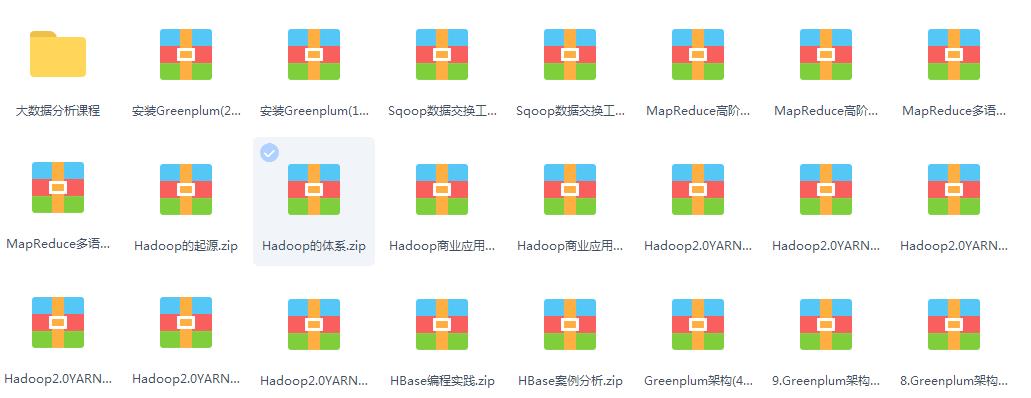 大数据分析课程
安装Greenplum(2...
安装Greenplum(1...
Sqoop数据交换工...
Sqoop数据交换工...
MapReduce高阶...
MapReduce高阶...
MapReduce多语...
MapReduce多语...
Hadoop的起源.zip
Hadoop的体系.zip
Hadoop商业应用...
Hadoop商业应用...
Hadoop2.0YARN...
Hadoop2.0YARN...
Hadoop2.0YARN...
Hadoop2.0YARN...
Hadoop2.0YARN...
Hadoop2.0YARN...
HBase编程实践.zip
HBase案例分析.zip
Greenplum架构(4...
9.Greenplum架构...
8.Greenplum架构...